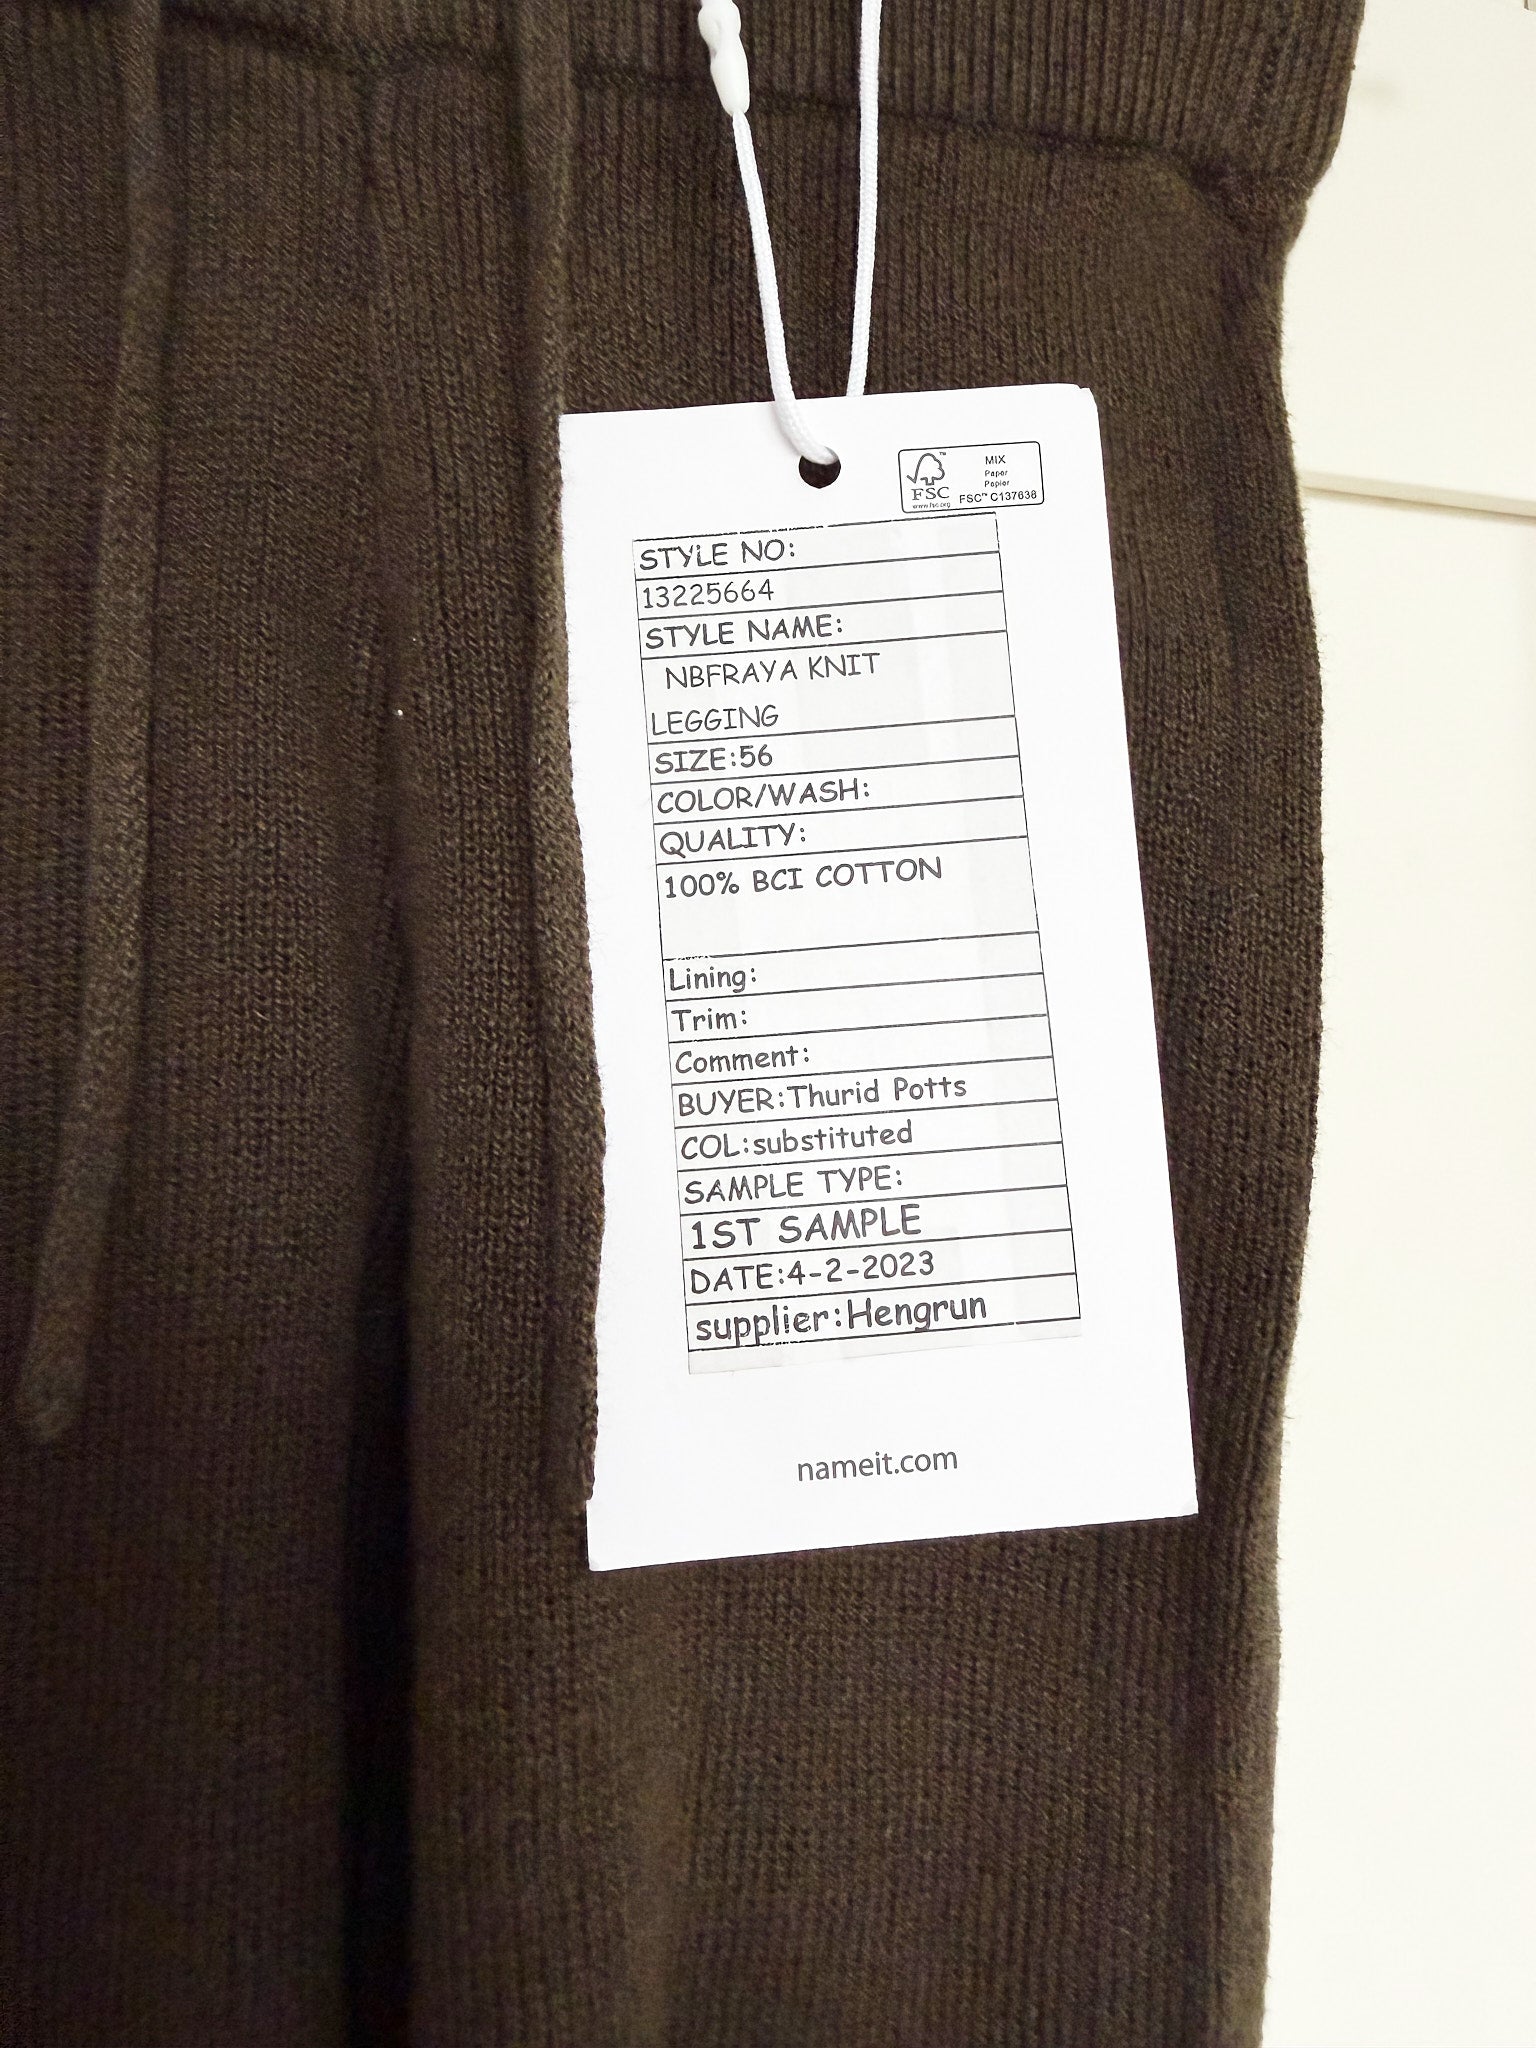 FSC™
www.fsc.org
MIX
Paper
Papier
FSC™ C137638
STYLE NO:
13225664
STYLE NAME:
NBFRAYA KNIT
LEGGING
SIZE:56
COLOR/WASH:
QUALITY:
100% BCI COTTON
Lining:
Trim:
Comment:
BUYER:Thurid Potts
COL:substituted
SAMPLE TYPE:
1ST SAMPLE
DATE:4-2-2023
supplier:Hengrun
nameit.com